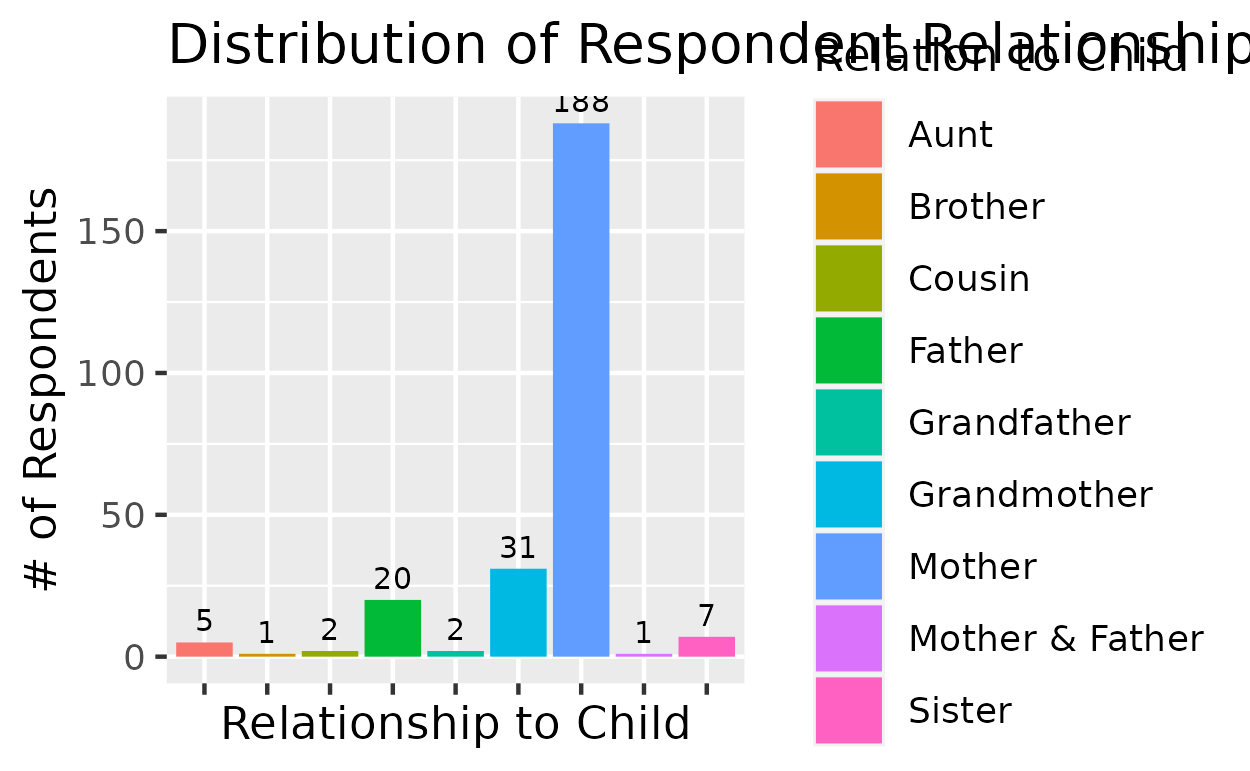 Distribution of Respondent Relationship
Relation to Child
# of Respondents
150
100
50
0
5
1
2
20
2
31
188
1
7
Relationship to Child
Aunt
Brother
Cousin
Father
Grandfather
Grandmother
Mother
Mother & Father
Sister